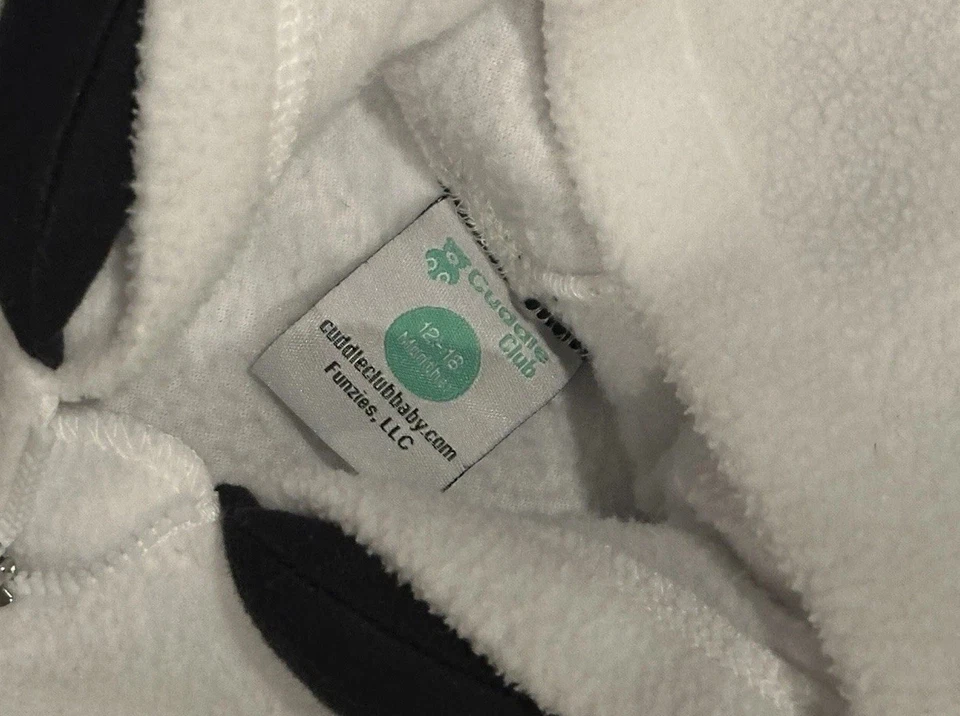 Cuddle
Club
12-18
Months
cuddleclubbaby.com
Funzies, LLC